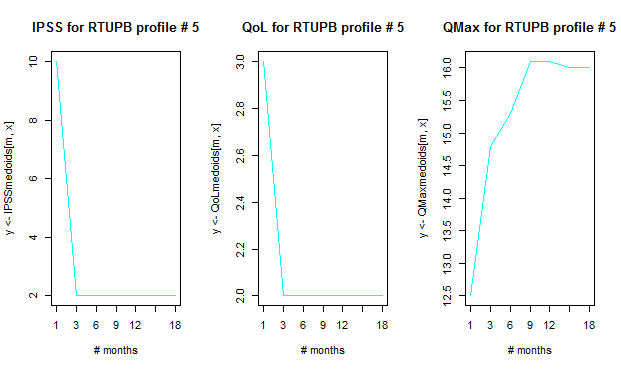 IPSS for RTUPB profile # 5
y <- IPSSmedoids[m, x]
10
8
6
4
2
1 3 6 9 12 18
# months
QoL for RTUPB profile # 5
y <- QoLmedoids[m, x]
3.0
2.8
2.6
2.4
2.2
2.0
1 3 6 9 12 18
# months
QMax for RTUPB profile # 5
y <- QMaxmedoids[m, x]
16.0
15.5
15.0
14.5
14.0
13.5
13.0
12.5
1 3 6 9 12 18
# months